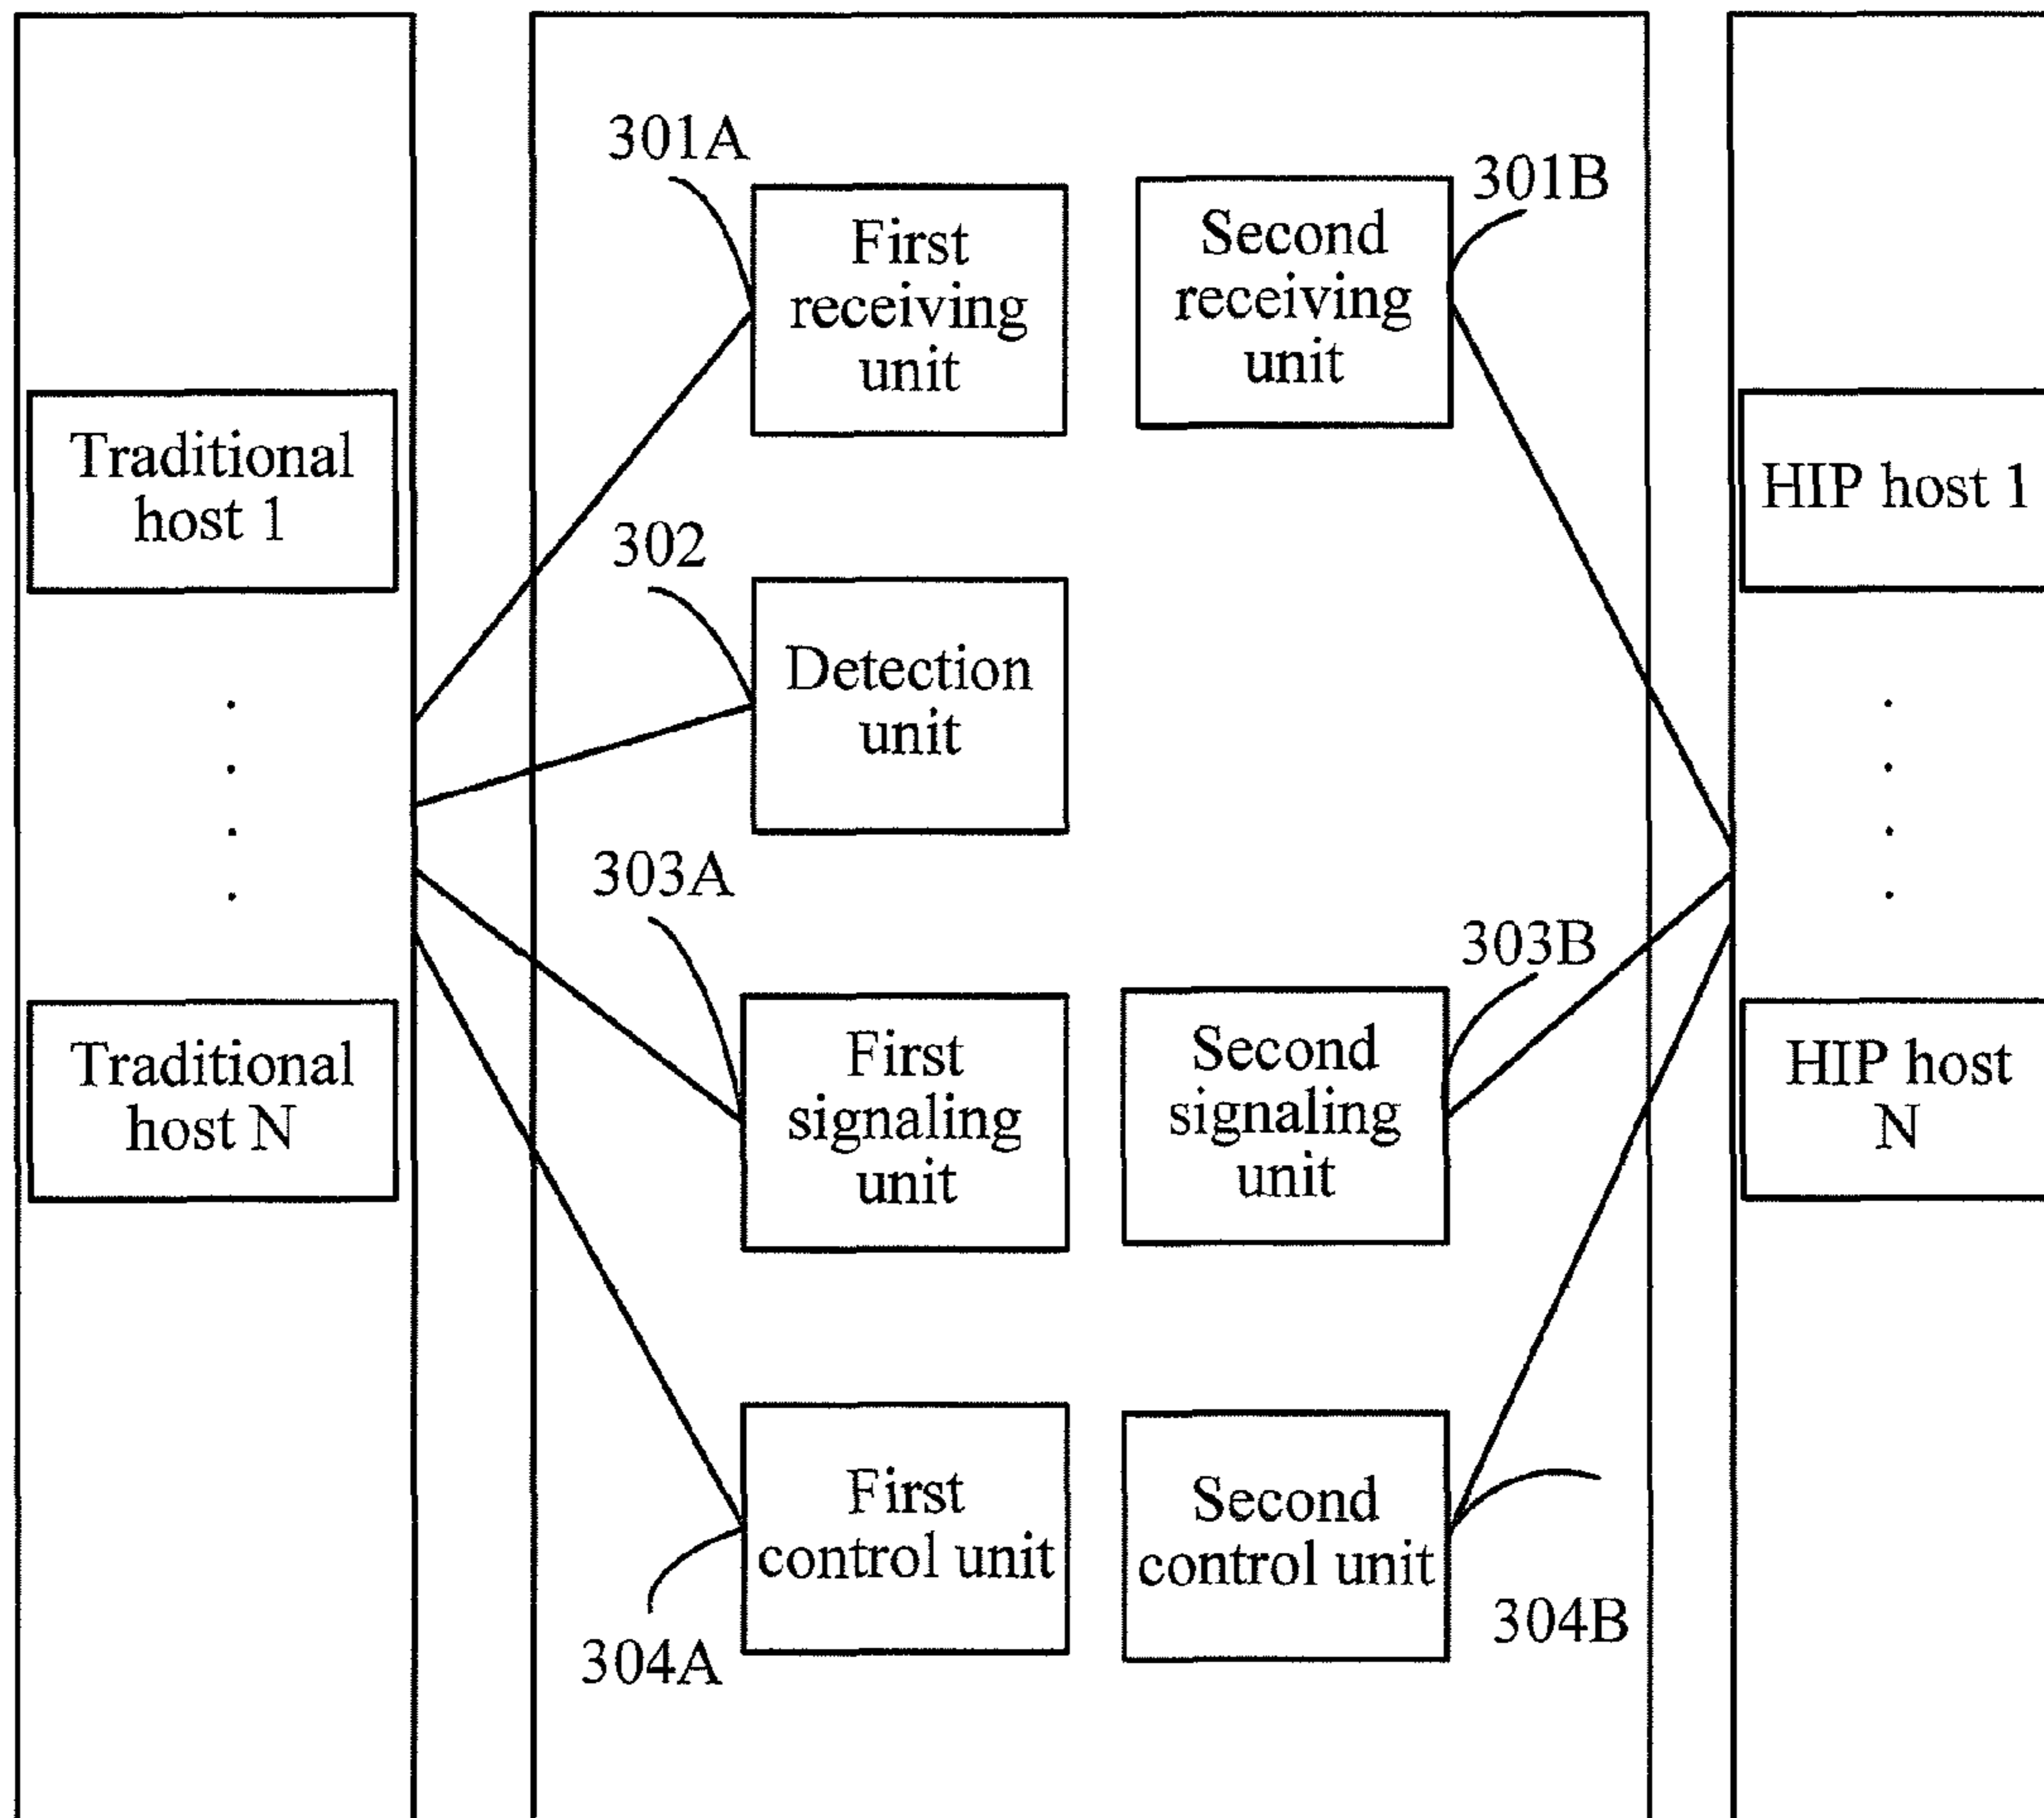 301A
301B
First
receiving
unit
Second
receiving
unit
Traditional
host 1
HIP host 1
302
Detection
unit
303A
303B
Traditional
host N
First
signaling
unit
Second
signaling
unit
HIP host
N
First
control unit
Second
control unit
304A
304B